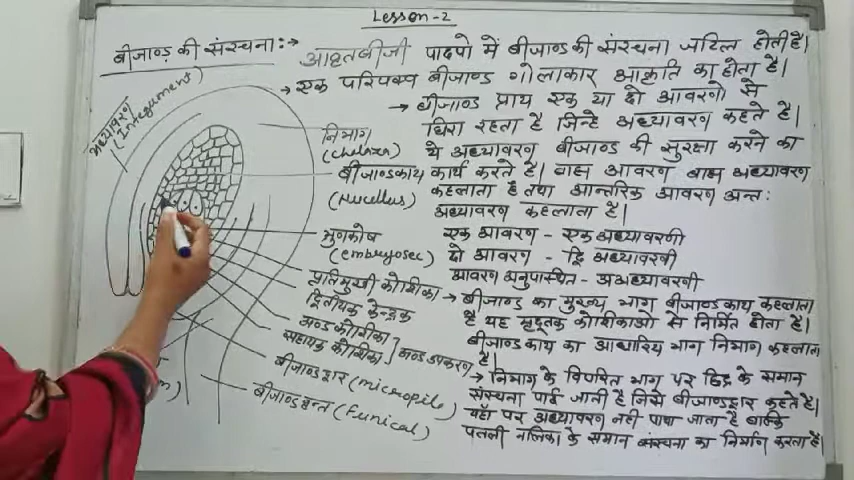 Lesson-2
बीजाण्ड की संरचना:→
आवृतबीजी पादपो में बीजाण्ड की संरचना जटिल होती है।
→ एक परिपक्व बीजाण्ड गोलाकार आकृति का होता है।
→ बीजाण्ड प्राय एक या दो आवरणो से
घिरा रहता है जिन्हे अध्यावरण कहते है।
ये अध्यावरण बीजाण्ड की सुरक्षा करने का
कार्य करते है। बाह्य आवरण बाह्य अध्यावरण
कहलाता है तथा आन्तरिक आवरण अन्त:
अध्यावरण कहलाता है।
एक आवरण - एक अध्यावरणी
दो आवरण - द्वि अध्यावरणी
आवरण अनुपास्थित - अअध्यावरणी
→ बीजाण्ड का मुख्य भाग बीजाण्डकाय कहलाता
है यह मृदूतक कोशिकाओ से निर्मित होता है।
बीजाण्डकाय का आधारिय भाग निभाग कहलाता
है।
→ निभाग के विपरित भाग पर छिद्र के समान
संरचना पाई जाती है जिसे बीजाण्डद्वार कहते है।
यहाँ पर अध्यावरण नही पाया जाता है बल्कि
पतली नलिका के समान संरचना का निर्माण करता है।
अध्यावरण
(Integument)
निभाग
(chalaza)
बीजाण्डकाय
(Nucellus)
भ्रुणकोष
(embryosec)
प्रतिमुखी कोशिका
द्वितीयक केन्द्रक
अण्ड कोशिका
सहायक कोशिका] अण्ड उपकरण
बीजाण्डद्वार (micropile)
बीजाण्डवृन्त (Funical)